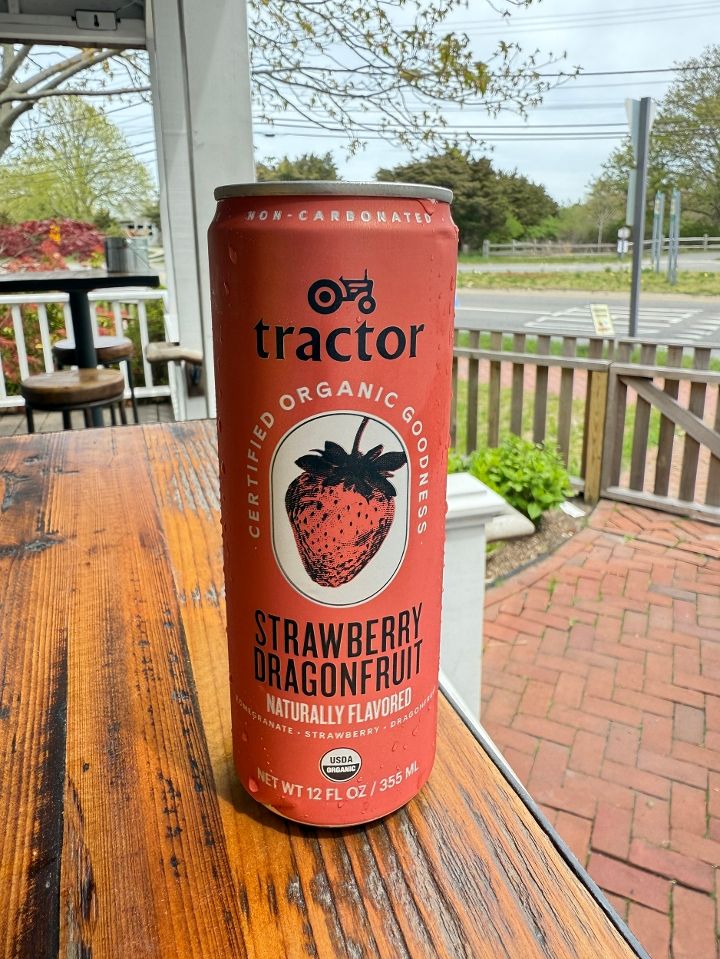 NON-CARBONATED
tractor
CERTIFIED ORGANIC GOODNESS
STRAWBERRY
DRAGONFRUIT
NATURALLY FLAVORED
POMEGRANATE · STRAWBERRY · DRAGONFRUIT
USDA
ORGANIC
NET WT 12 FL OZ / 355 ML